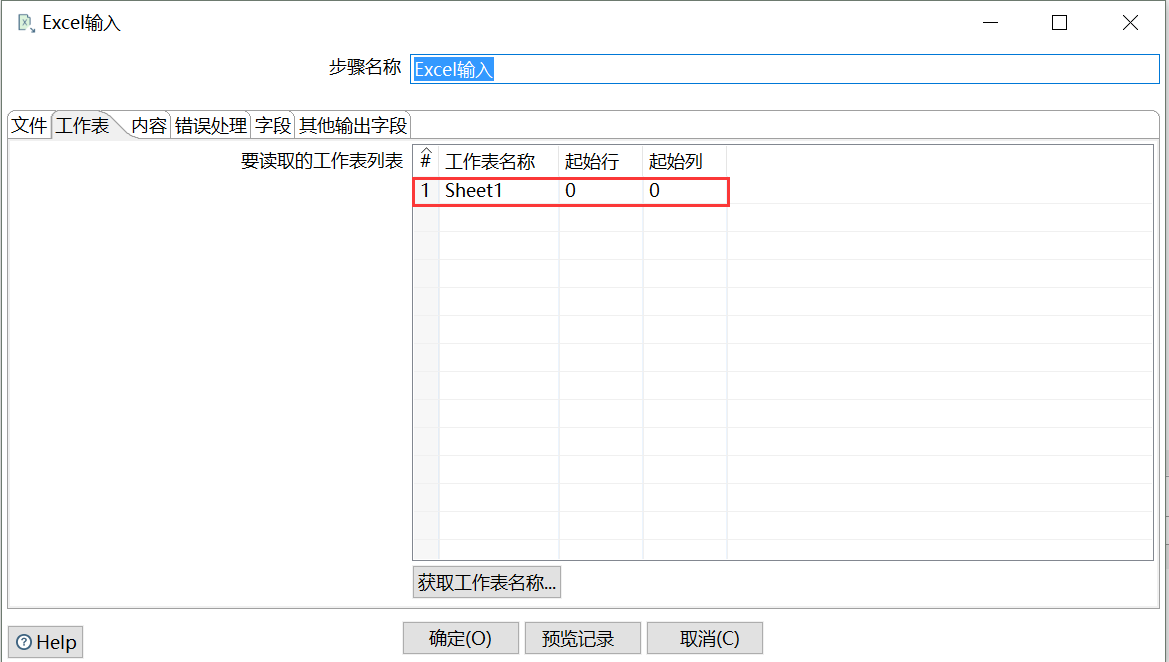 Excel输入
步骤名称 Excel输入
文件 工作表 内容 错误处理 字段 其他输出字段
要读取的工作表列表 # 工作表名称 起始行 起始列
1 Sheet1 0 0
获取工作表名称...
Help 确定(O) 预览记录 取消(C)